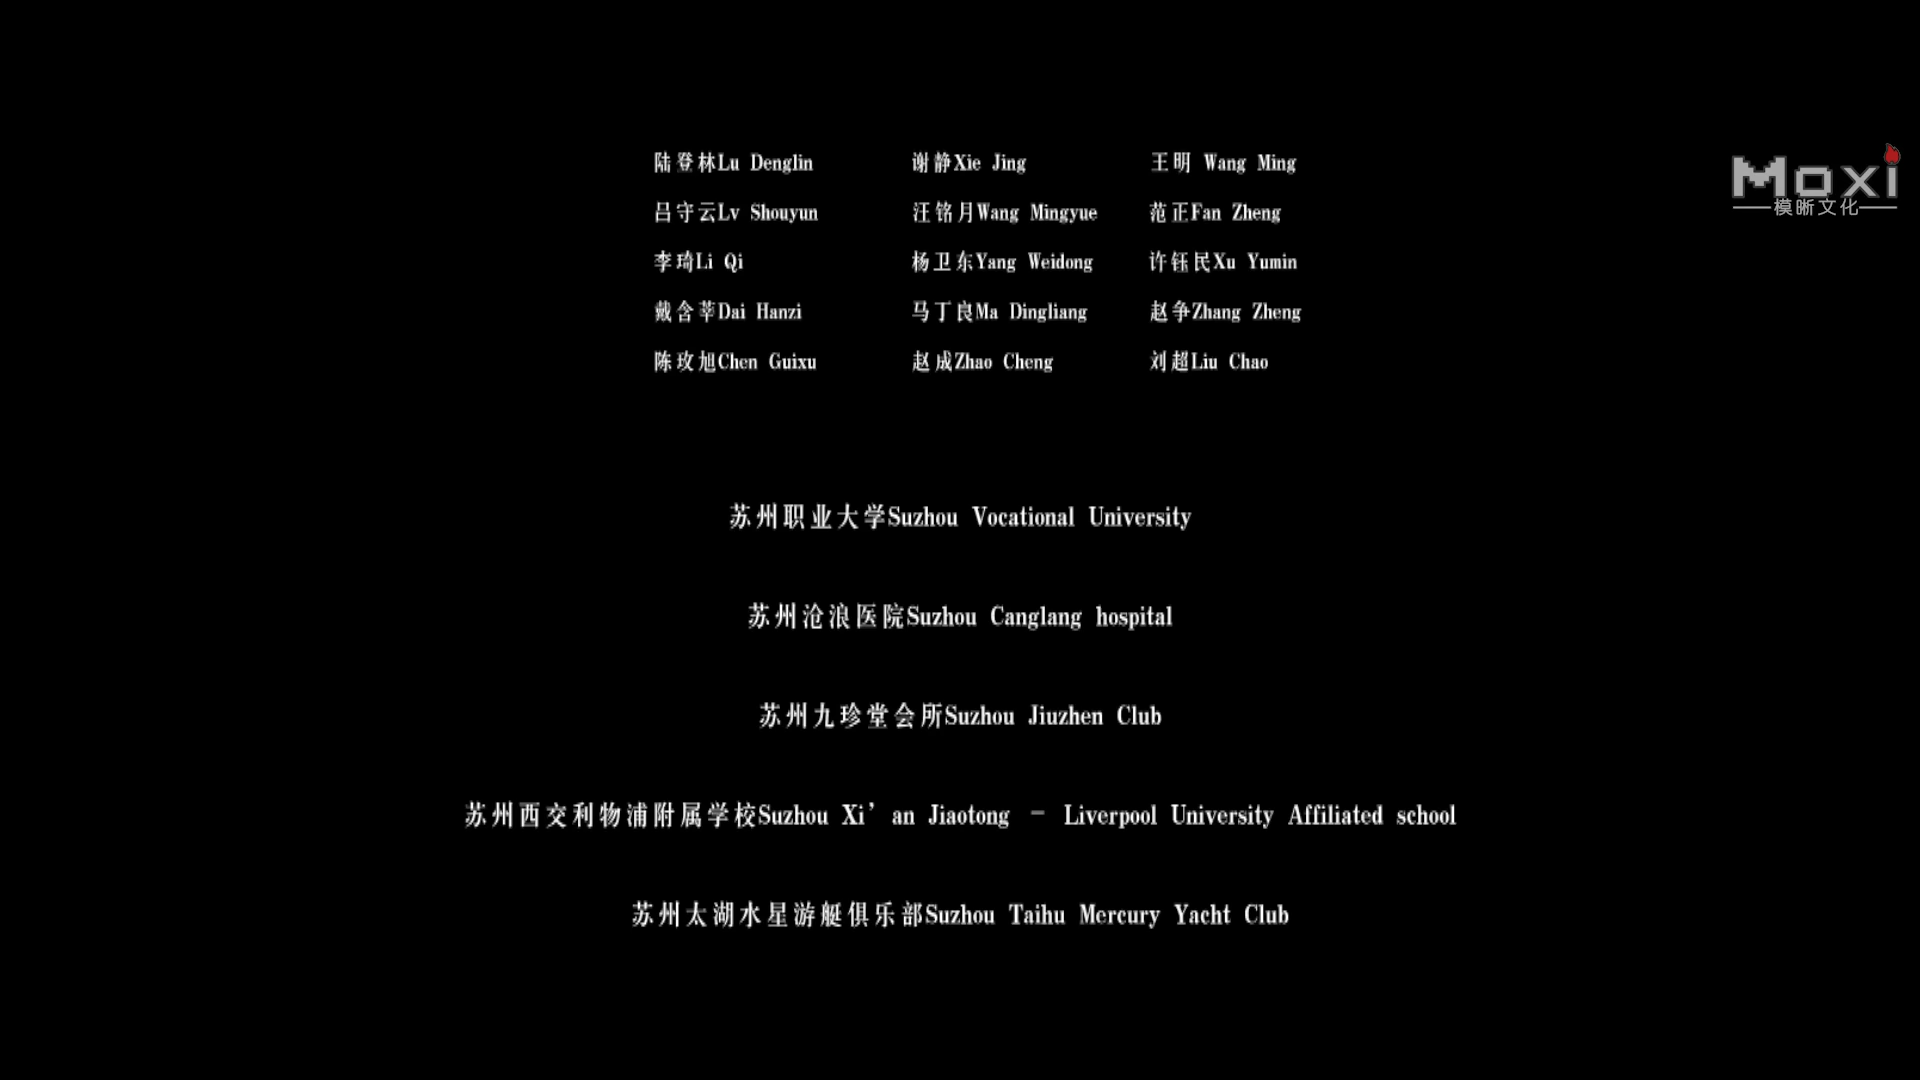 陆登林Lu Denglin 谢静Xie Jing 王明 Wang Ming
吕守云Lv Shouyun 汪铭月Wang Mingyue 范正Fan Zheng
李琦Li Qi 杨卫东Yang Weidong 许钰民Xu Yumin
戴含莘Dai Hanzi 马丁良Ma Dingliang 赵争Zhang Zheng
陈玫旭Chen Guixu 赵成Zhao Cheng 刘超Liu Chao
苏州职业大学Suzhou Vocational University
苏州沧浪医院Suzhou Canglang hospital
苏州九珍堂会所Suzhou Jiuzhen Club
苏州西交利物浦附属学校Suzhou Xi’an Jiaotong - Liverpool University Affiliated school
苏州太湖水星游艇俱乐部Suzhou Taihu Mercury Yacht Club
Moxi
模晰文化